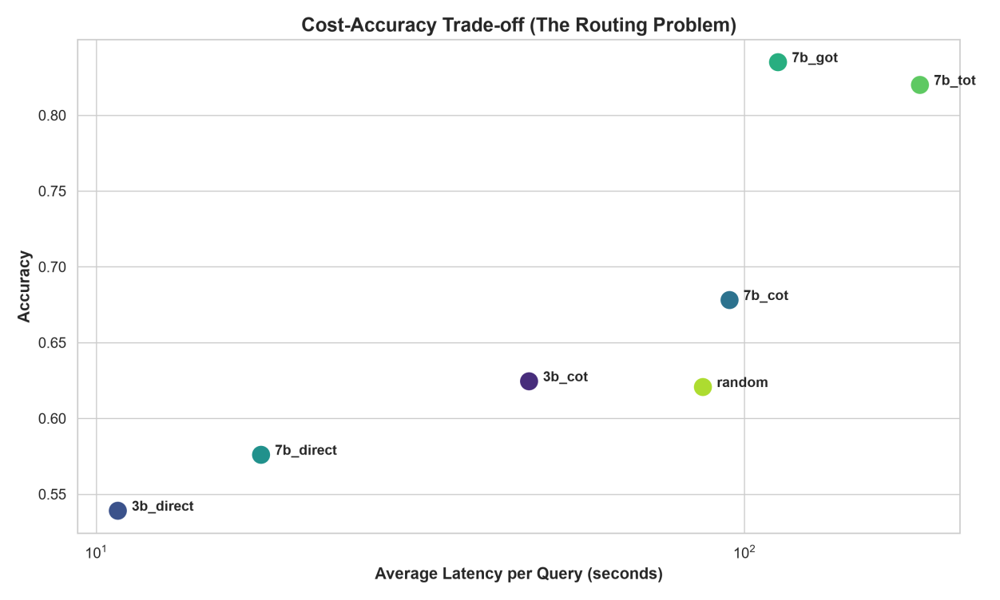 Cost-Accuracy Trade-off (The Routing Problem)
7b_got
7b_tot
0.80
0.75
0.70
Accuracy
7b_cot
0.65
3b_cot
random
0.60
7b_direct
0.55
3b_direct
10¹
10²
Average Latency per Query (seconds)